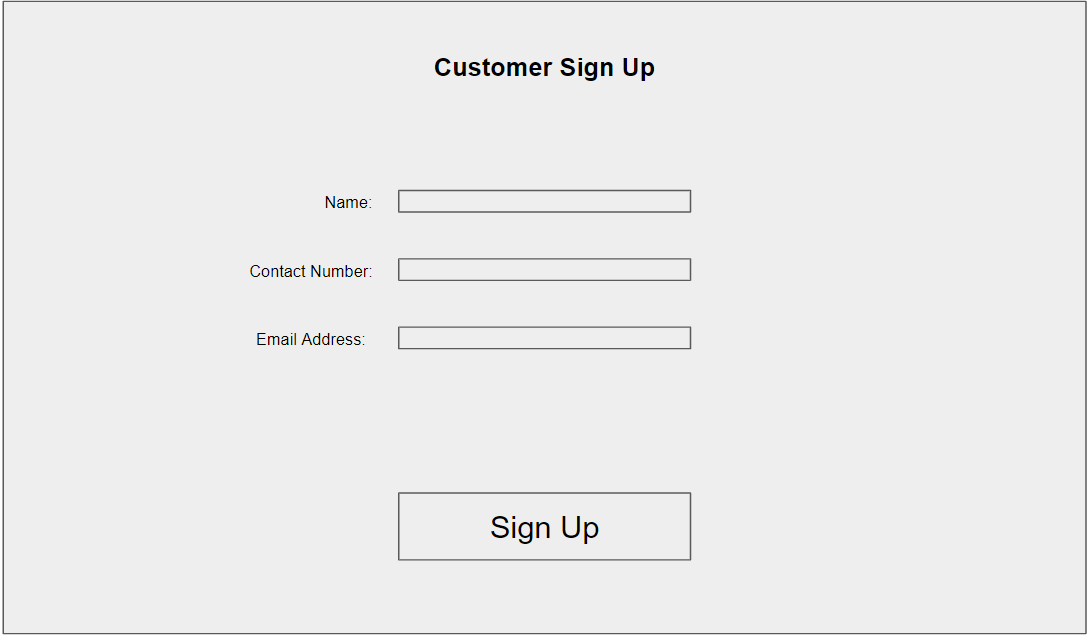 Customer Sign Up
Name:
Contact Number:
Email Address:
Sign Up